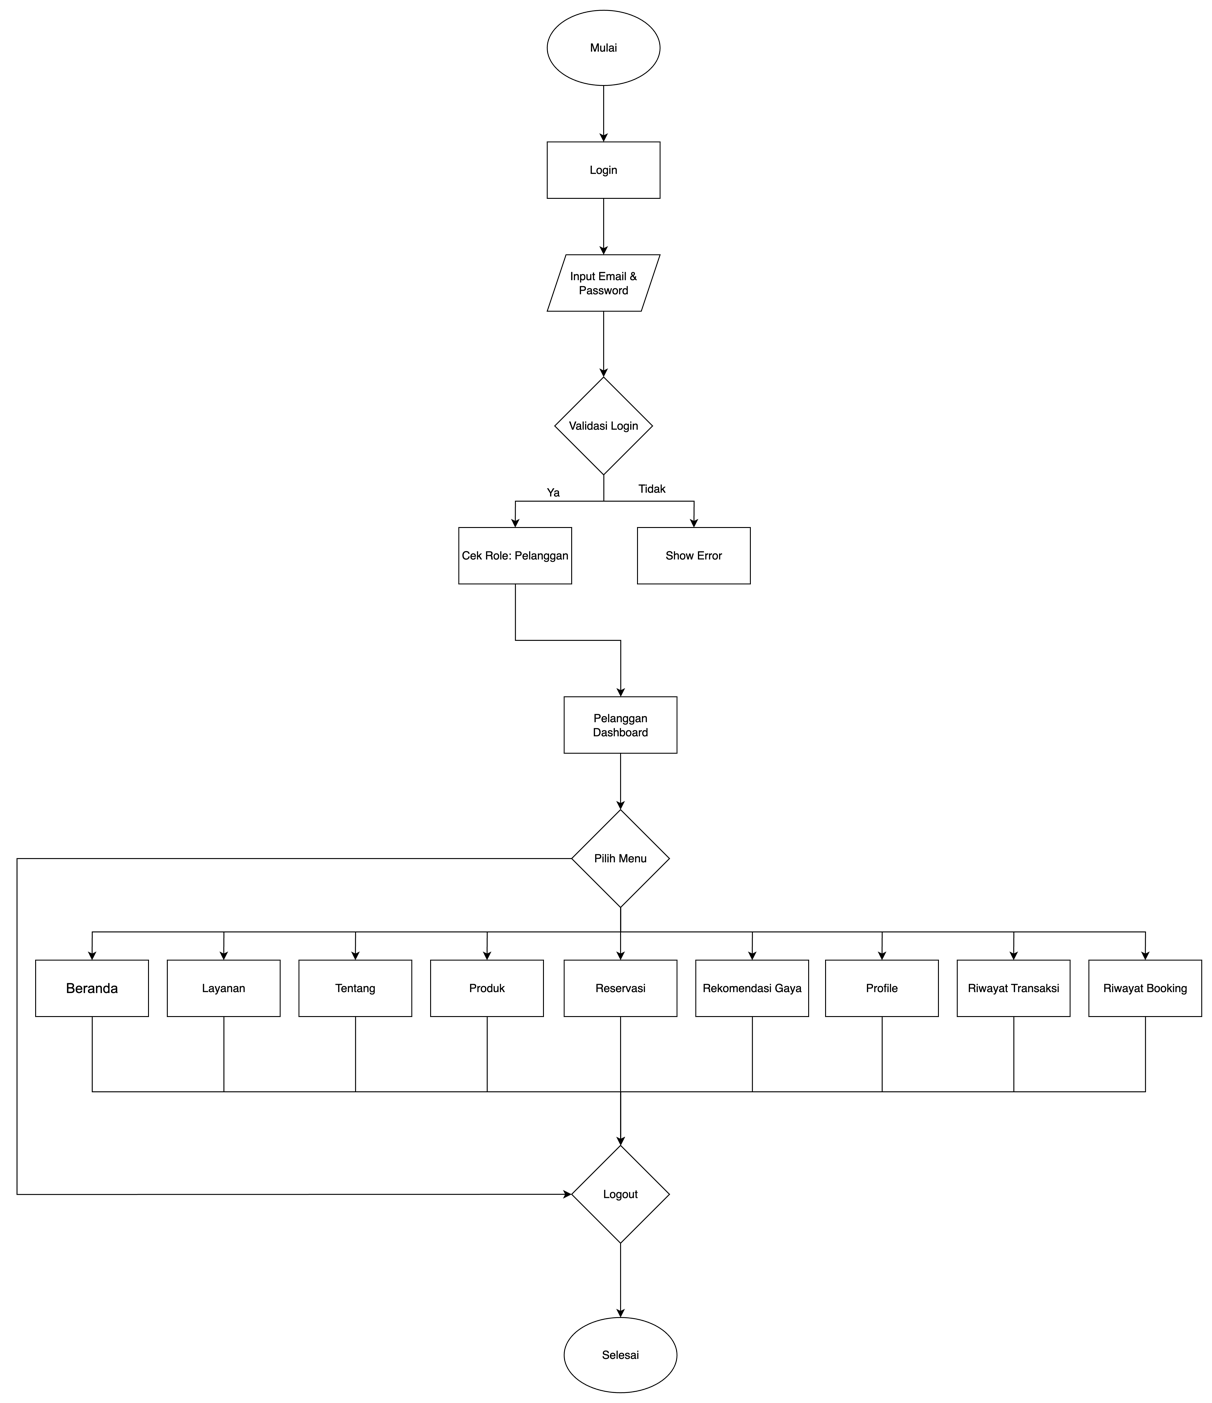 Mulai
Login
Input Email &
Password
Validasi Login
Ya
Tidak
Cek Role: Pelanggan
Show Error
Pelanggan
Dashboard
Pilih Menu
Beranda
Layanan
Tentang
Produk
Reservasi
Rekomendasi Gaya
Profile
Riwayat Transaksi
Riwayat Booking
Logout
Selesai